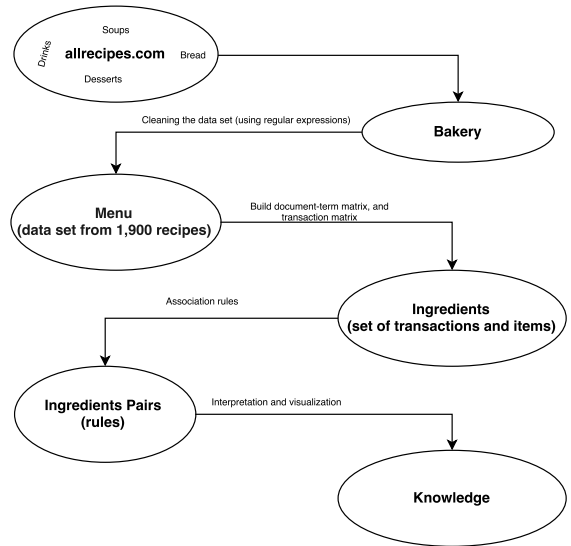 Soups
Drinks
allrecipes.com
Bread
Desserts
Cleaning the data set (using regular expressions)
Bakery
Menu
(data set from 1,900 recipes)
Build document-term matrix, and
transaction matrix
Ingredients
(set of transactions and items)
Association rules
Ingredients Pairs
(rules)
Interpretation and visualization
Knowledge